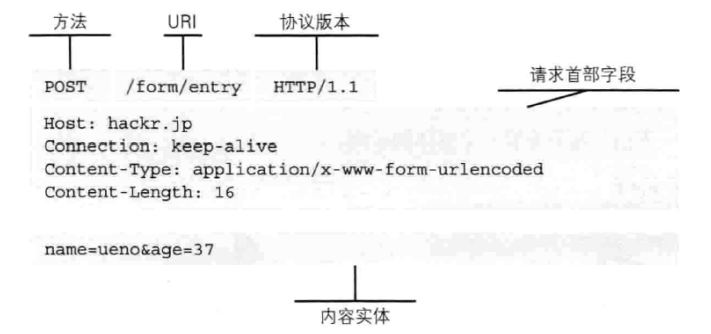 方法 URI 协议版本
请求首部字段
POST /form/entry HTTP/1.1
Host: hackr.jp
Connection: keep-alive
Content-Type: application/x-www-form-urlencoded
Content-Length: 16
name=ueno&age=37
内容实体